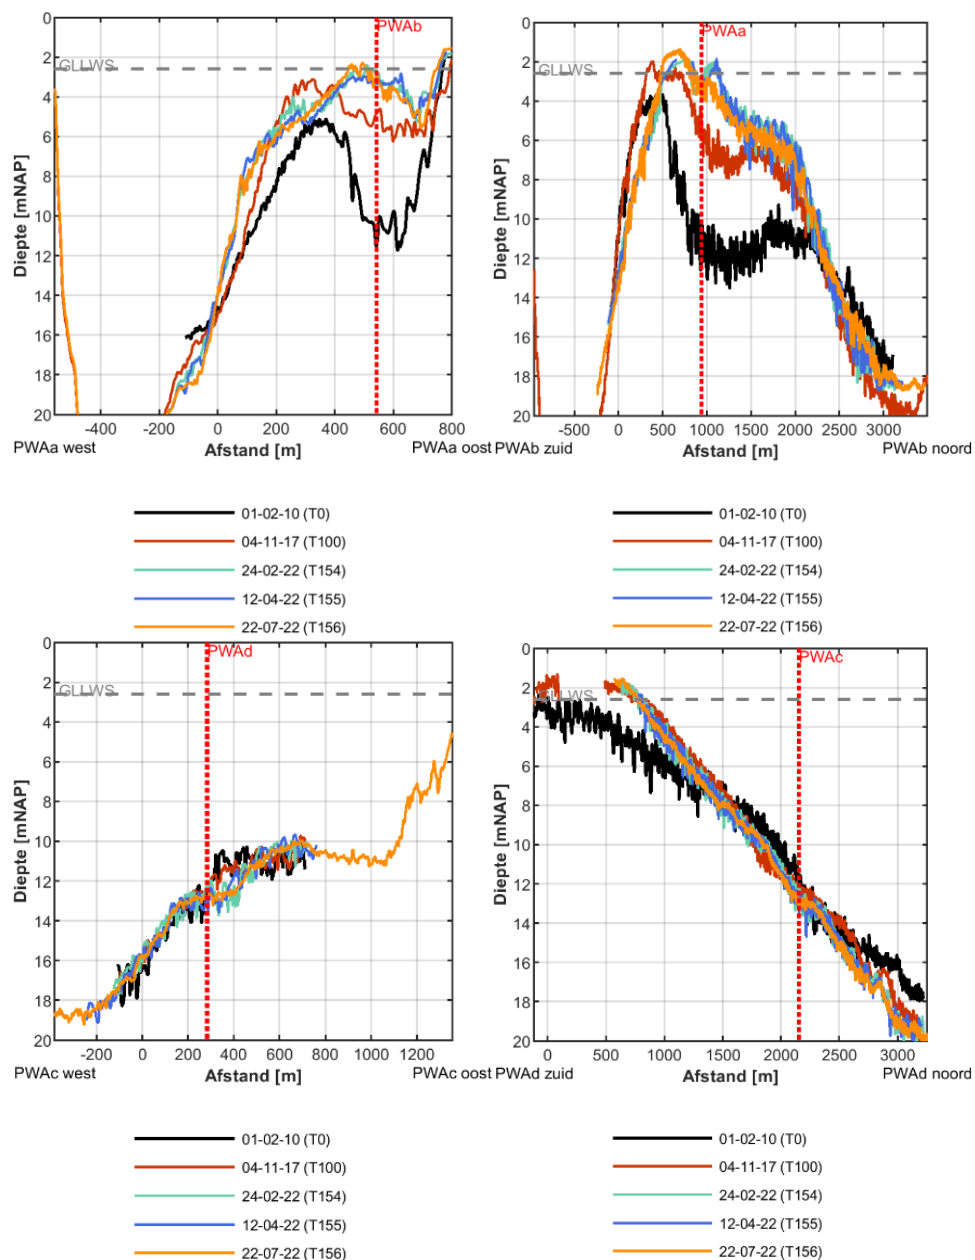 0
2
4
6
8
10
12
14
16
18
20
Diepte [mNAP]
GLLWS
PWAb
-400
-200
0
200
400
600
800
PWAa west
Afstand [m]
PWAa oost
0
2
4
6
8
10
12
14
16
18
20
Diepte [mNAP]
GLLWS
PWAa
-500
0
500
1000
1500
2000
2500
3000
PWAb zuid
Afstand [m]
PWAb noord
01-02-10 (T0)
04-11-17 (T100)
24-02-22 (T154)
12-04-22 (T155)
22-07-22 (T156)
01-02-10 (T0)
04-11-17 (T100)
24-02-22 (T154)
12-04-22 (T155)
22-07-22 (T156)
0
2
4
6
8
10
12
14
16
18
20
Diepte [mNAP]
GLLWS
PWAd
-200
0
200
400
600
800
1000
1200
PWAc west
Afstand [m]
PWAc oost
0
2
4
6
8
10
12
14
16
18
20
Diepte [mNAP]
GLLWS
PWAc
0
500
1000
1500
2000
2500
3000
PWAd zuid
Afstand [m]
PWAd noord
01-02-10 (T0)
04-11-17 (T100)
24-02-22 (T154)
12-04-22 (T155)
22-07-22 (T156)
01-02-10 (T0)
04-11-17 (T100)
24-02-22 (T154)
12-04-22 (T155)
22-07-22 (T156)